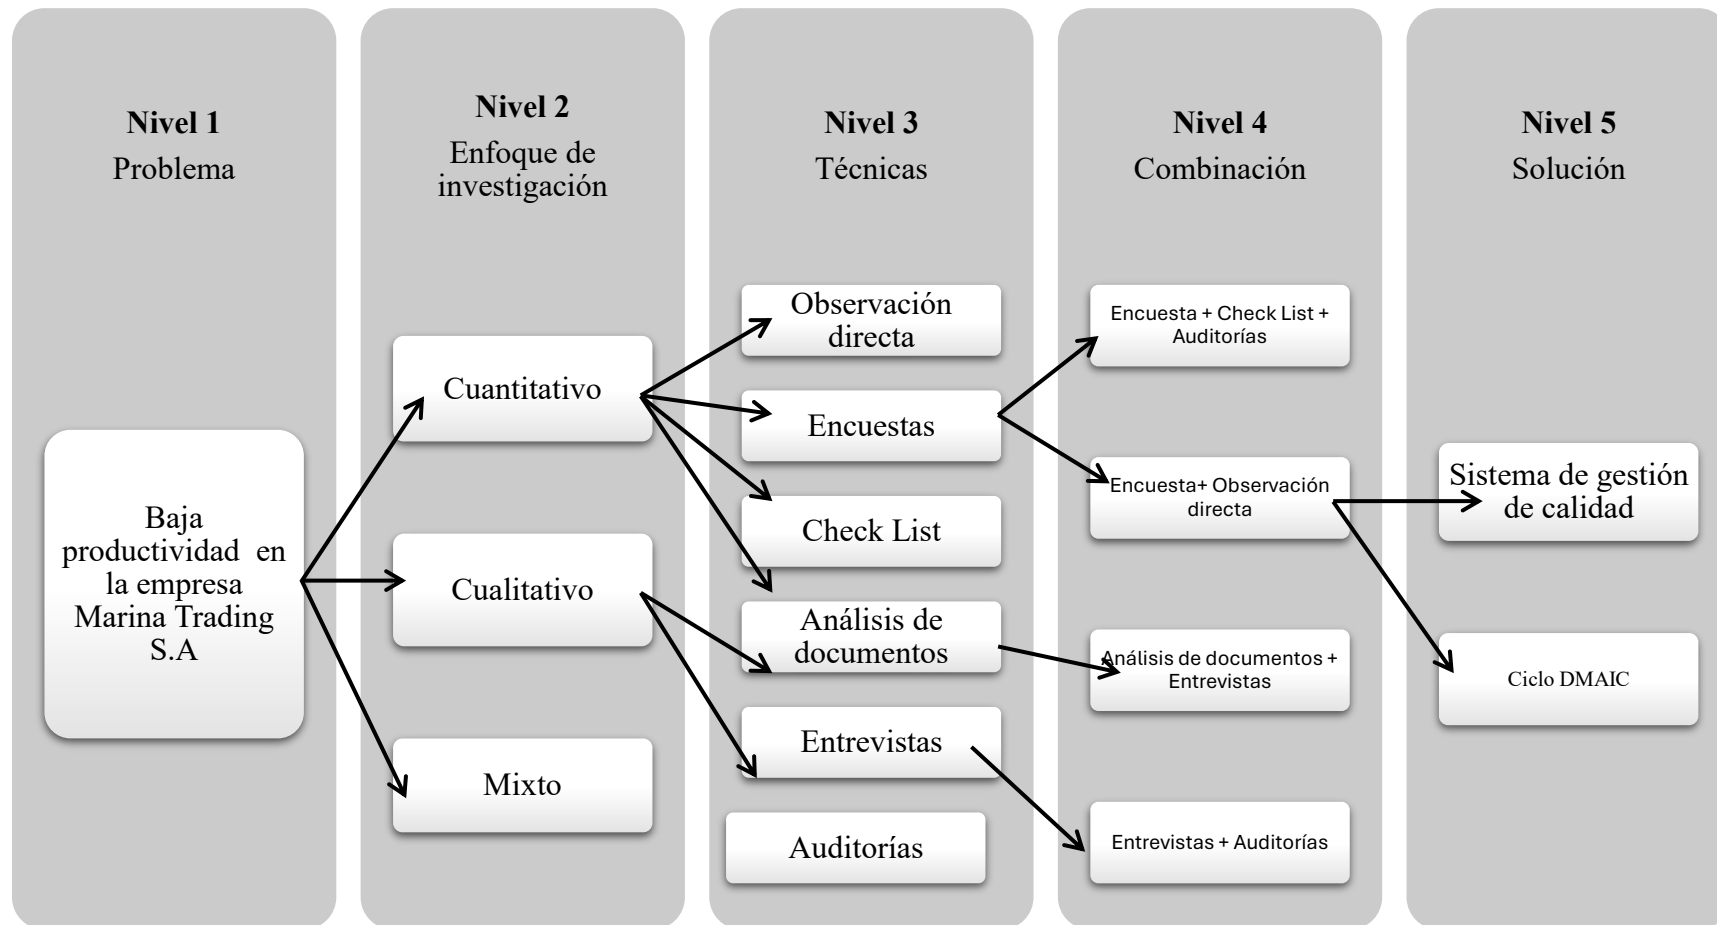 Nivel 1
Problema
Baja
productividad en
la empresa
Marina Trading
S.A
Nivel 2
Enfoque de
investigación
Cuantitativo
Cualitativo
Mixto
Nivel 3
Técnicas
Observación
directa
Encuestas
Check List
Análisis de
documentos
Entrevistas
Auditorías
Nivel 4
Combinación
Encuesta + Check List +
Auditorías
Encuesta+ Observación
directa
Análisis de documentos +
Entrevistas
Entrevistas + Auditorías
Nivel 5
Solución
Sistema de gestión
de calidad
Ciclo DMAIC